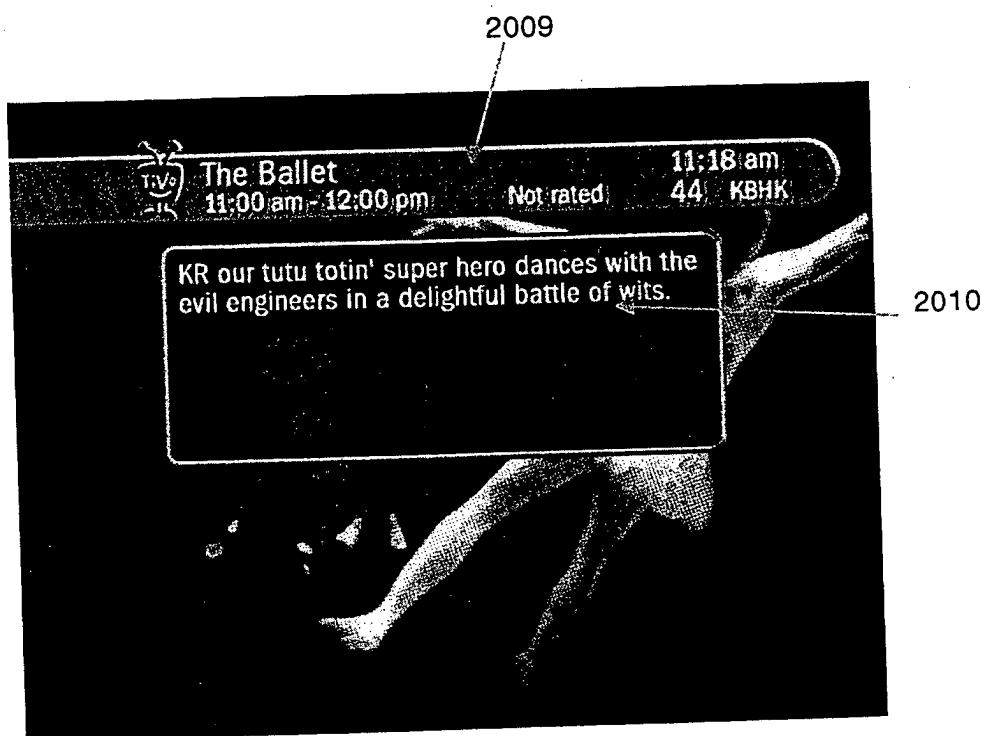 2009
TiVo
The Ballet
11:18 am
11:00 am - 12:00 pm
Not rated
44 KBHK
KR our tutu totin' super hero dances with the
evil engineers in a delightful battle of wits.
2010